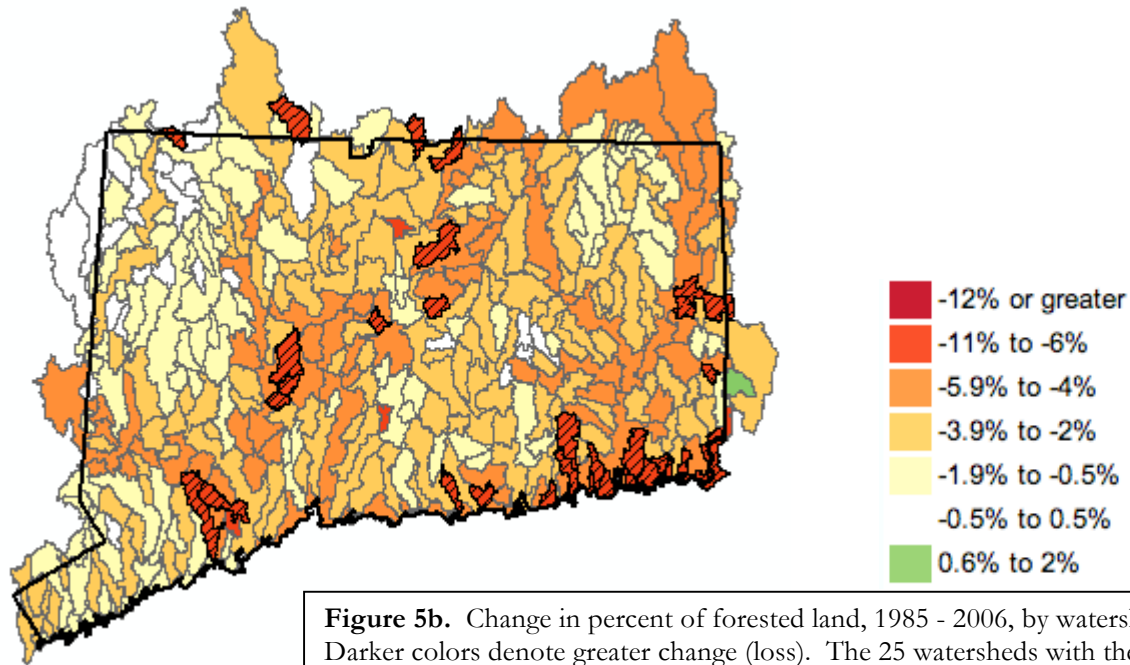 -12% or greater
-11% to -6%
-5.9% to -4%
-3.9% to -2%
-1.9% to -0.5%
-0.5% to 0.5%
0.6% to 2%
Figure 5b. Change in percent of forested land, 1985 - 2006, by watersh
Darker colors denote greater change (loss). The 25 watersheds with the